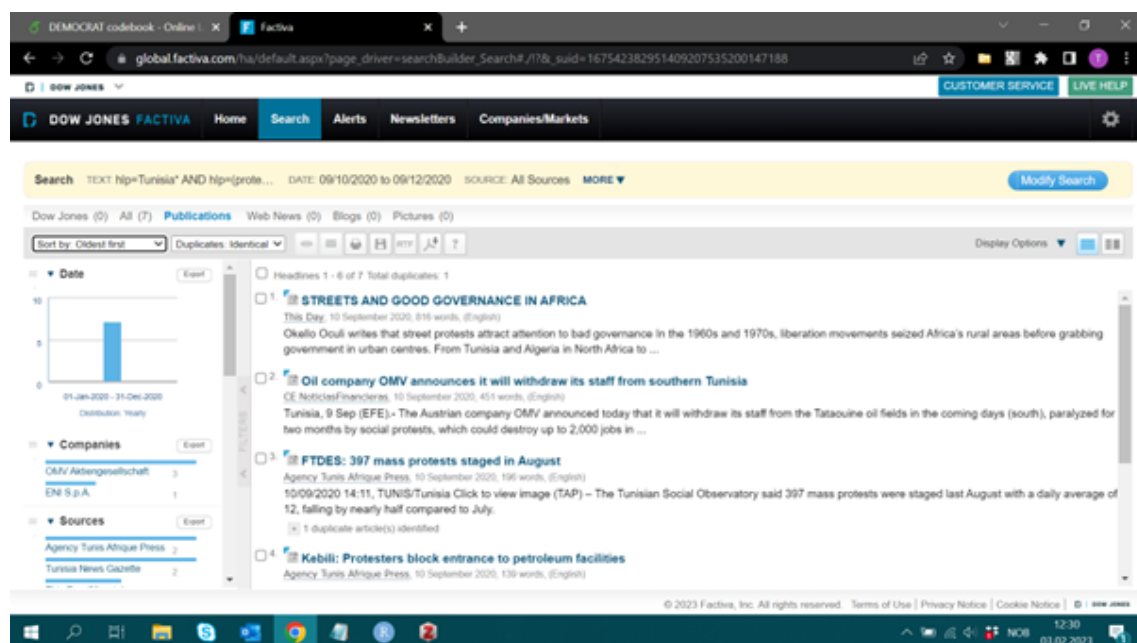 DEMOCRAT codebook - Online
Factiva
global.factiva.com/ha/default.aspx?page_driver=searchBuilder_Search#./!?&_suid=16754238295140920753520014718​8
DOW JONES
CUSTOMER SERVICE
LIVE HELP
DOW JONES FACTIVA Home Search Alerts Newsletters Companies/Markets
Search TEXT: hlp=Tunisia* AND hlp=(prote... DATE: 09/10/2020 to 09/12/2020 SOURCE: All Sources MORE
Modify Search
Dow Jones (0) All (7) Publications Web News (0) Blogs (0) Pictures (0)
Sort by: Oldest first
Duplicates: Identical
RTF
?
Display Options
Date
Export
10
5
0
01-Jan-2020 - 31-Dec-2020
Distribution: Yearly
Companies
Export
OMV Aktiengesellschaft 3
ENI S.p.A. 1
Sources
Export
Agency Tunis Afrique Press 2
Tunisia News Gazette 2
FILTERS
Headlines 1 - 6 of 7 Total duplicates: 1
1. STREETS AND GOOD GOVERNANCE IN AFRICA
This Day, 10 September 2020, 816 words, (English)
Okello Oculi writes that street protests attract attention to bad governance In the 1960s and 1970s, liberation movements seized Africa's rural areas before grabbing
government in urban centres. From Tunisia and Algeria in North Africa to ...
2. Oil company OMV announces it will withdraw its staff from southern Tunisia
CE NoticiasFinancieras, 10 September 2020, 451 words, (English)
Tunisia, 9 Sep (EFE).- The Austrian company OMV announced today that it will withdraw its staff from the Tataouine oil fields in the coming days (south), paralyzed for
two months by social protests, which could destroy up to 2,000 jobs in ...
3. FTDES: 397 mass protests staged in August
Agency Tunis Afrique Press, 10 September 2020, 196 words, (English)
10/09/2020 14:11, TUNIS/Tunisia Click to view image (TAP) – The Tunisian Social Observatory said 397 mass protests were staged last August with a daily average of
12, falling by nearly half compared to July.
1 duplicate article(s) identified
4. Kebili: Protesters block entrance to petroleum facilities
Agency Tunis Afrique Press, 10 September 2020, 139 words, (English)
© 2023 Factiva, Inc. All rights reserved. Terms of Use | Privacy Notice | Cookie Notice | DOW JONES
NOB
12:30
03.02.2023